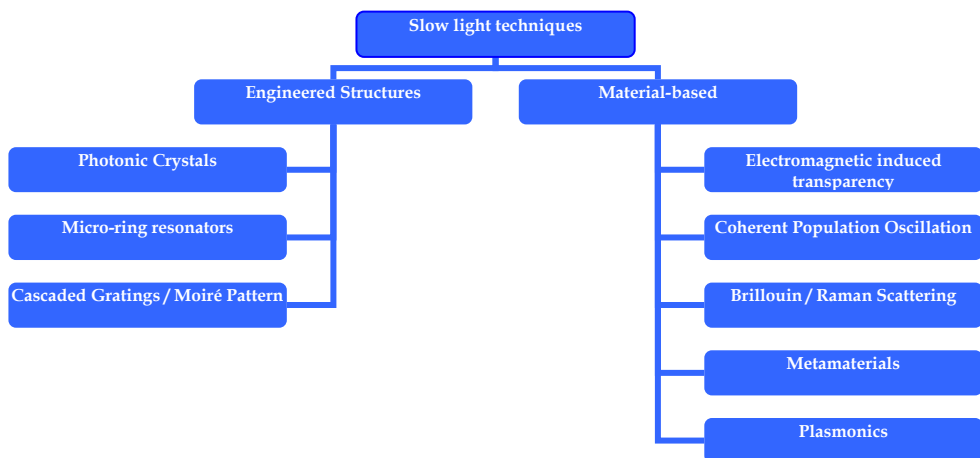 Slow light techniques
Engineered Structures
Material-based
Photonic Crystals
Micro-ring resonators
Cascaded Gratings / Moiré Pattern
Electromagnetic induced
transparency
Coherent Population Oscillation
Brillouin / Raman Scattering
Metamaterials
Plasmonics